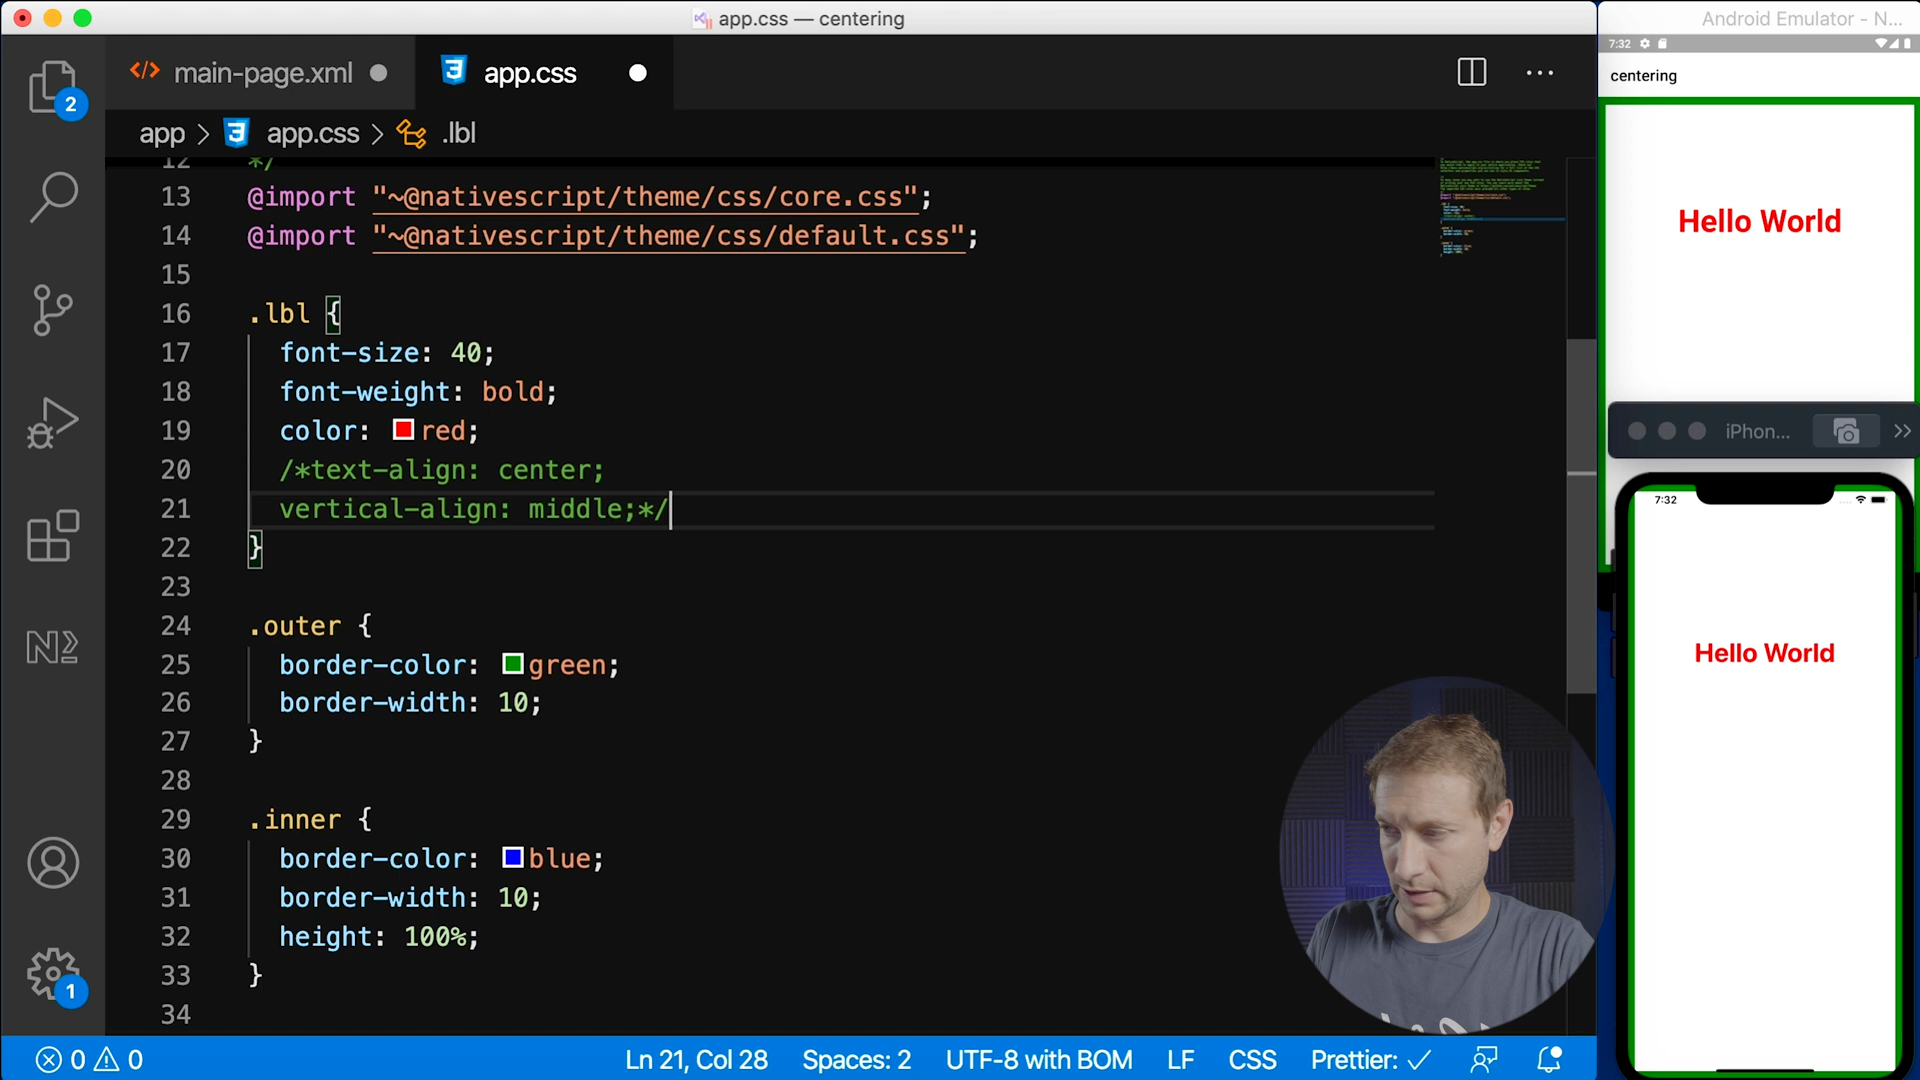 app.css — centering
main-page.xml
app.css
app
app.css
.lbl
2
12 */
13 @import "~@nativescript/theme/css/core.css";
14 @import "~@nativescript/theme/css/default.css";
15
16 .lbl {
17 font-size: 40;
18 font-weight: bold;
19 color: red;
20 /*text-align: center;
21 vertical-align: middle;*/
22 }
23
24 .outer {
25 border-color: green;
26 border-width: 10;
27 }
28
29 .inner {
30 border-color: blue;
31 border-width: 10;
32 height: 100%;
33 }
34
1
0 0 Ln 21, Col 28 Spaces: 2 UTF-8 with BOM LF CSS Prettier:
Android Emulator - N...
7:32
centering
Hello World
iPhon...
7:32
Hello World